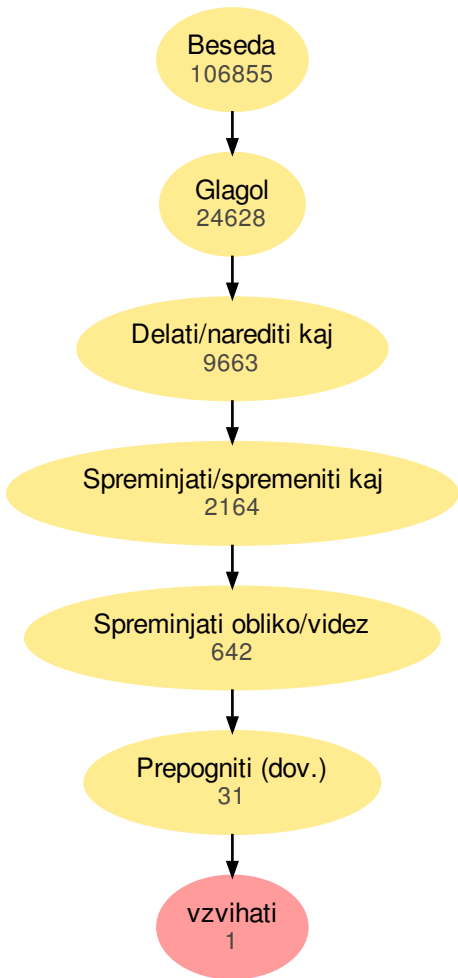 Beseda
106855
Glagol
24628
Delati/narediti kaj
9663
Spreminjati/spremeniti kaj
2164
Spreminjati obliko/videz
642
Prepogniti (dov.)
31
vzvihati
1